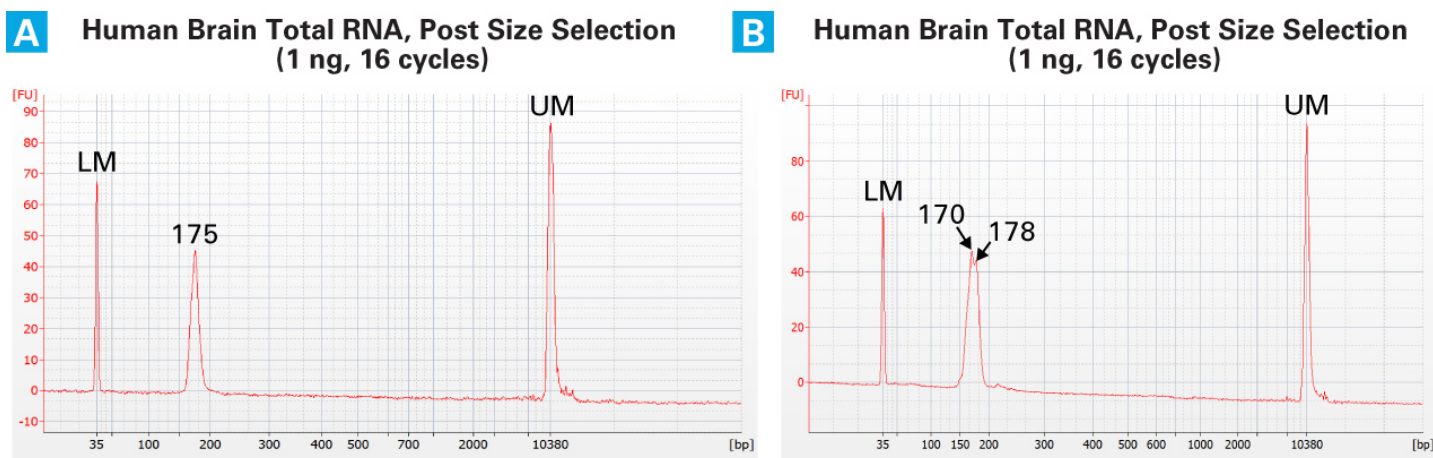 A
Human Brain Total RNA, Post Size Selection
(1 ng, 16 cycles)
[FU]
90
80
70
60
50
40
30
20
10
0
-10
LM
175
UM
35 100 200 300 400 500 700 2000 10380 [bp]
B
Human Brain Total RNA, Post Size Selection
(1 ng, 16 cycles)
[FU]
80
60
40
20
0
LM
170
178
UM
35 100 150 200 300 400 500 600 1000 2000 10380 [bp]